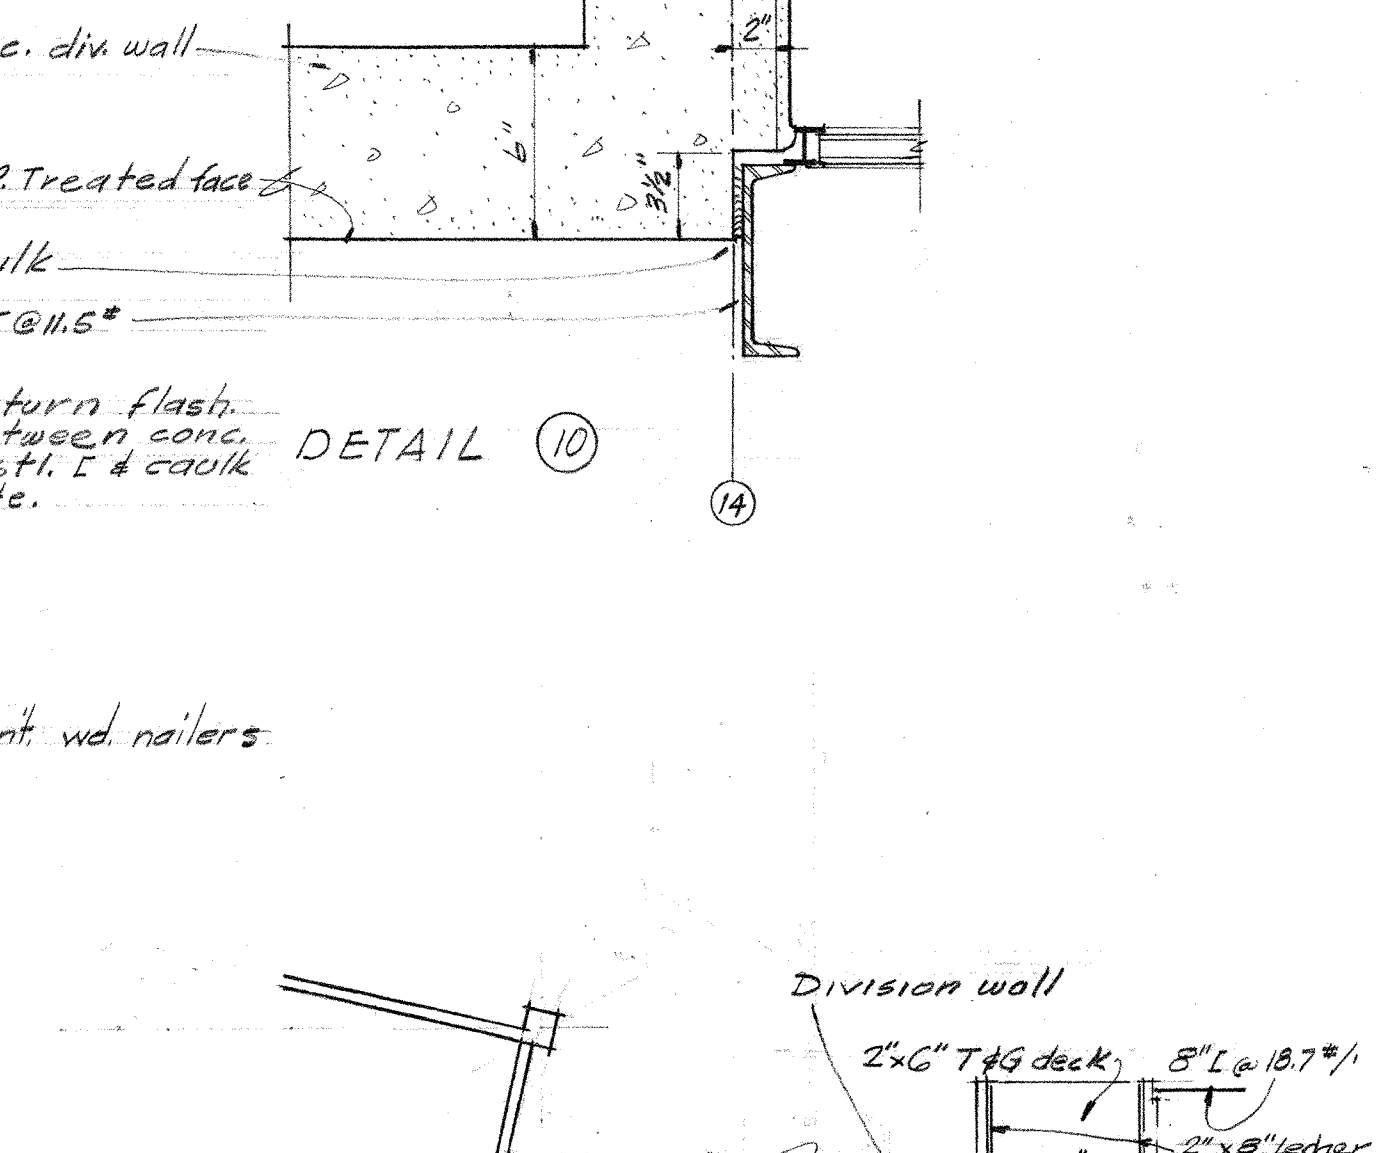 2"
c. div. wall
6"
3½"
Treated face
ulk
[@11.5#
turn flash.
tween conc.
stl. [ & caulk
te.
DETAIL 10
14
n't. wd. nailers
Division wall
2"x6" T&G deck
8"[ @ 18.7#/'
2"x8" ledger